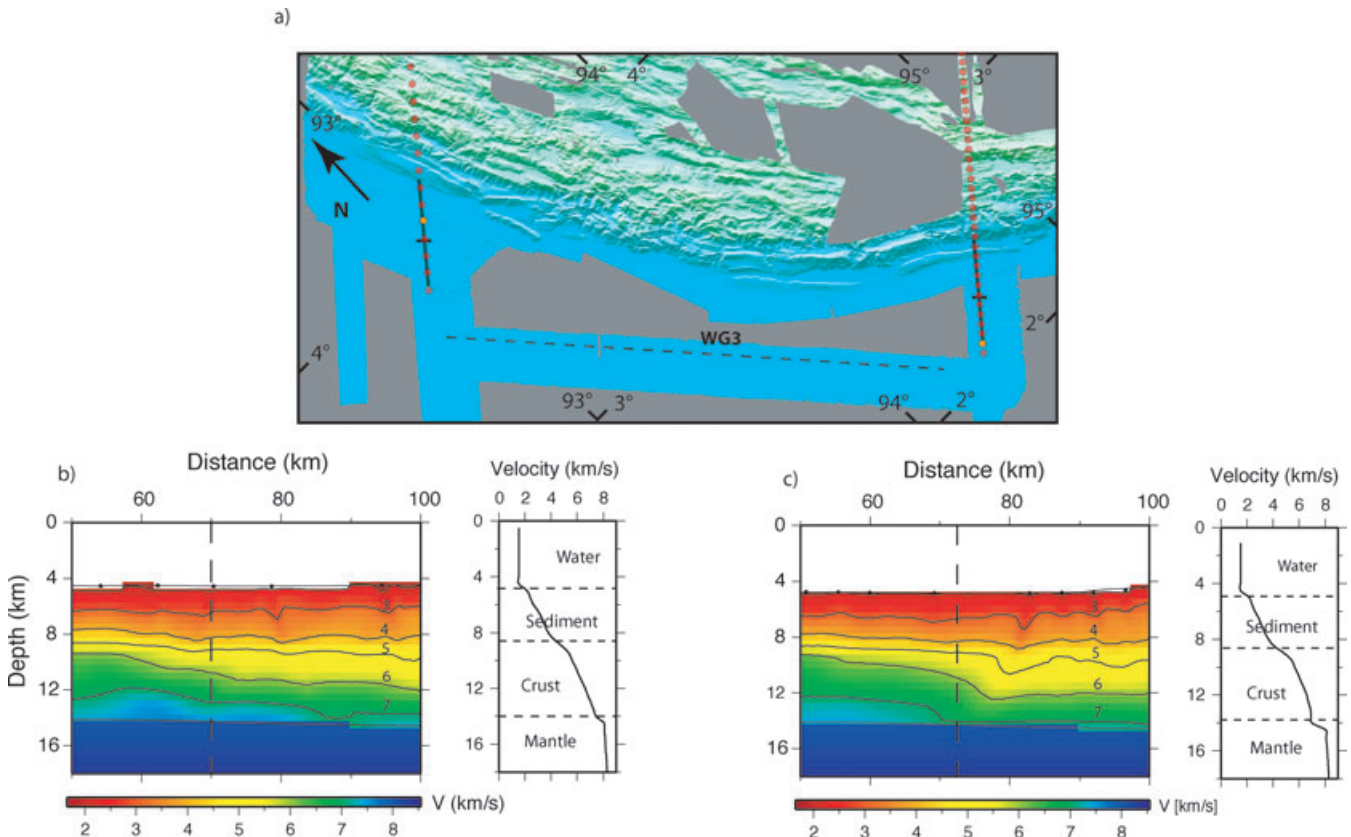 a)
94° 4° 95° 3°
93°
N
95°
WG3
2°
4°
93° 3° 94° 2°
b) Distance (km) Velocity (km/s)
60 80 100 0 2 4 6 8
Depth (km)
0 0
4 4
8 8
12 12
16 16
3
4
5
6
7
Water
Sediment
Crust
Mantle
2 3 4 5 6 7 8 V (km/s)
c) Distance (km) Velocity (km/s)
60 80 100 0 2 4 6 8
0 0
4 4
8 8
12 12
16 16
3
4
5
6
7
Water
Sediment
Crust
Mantle
2 3 4 5 6 7 8 V [km/s]